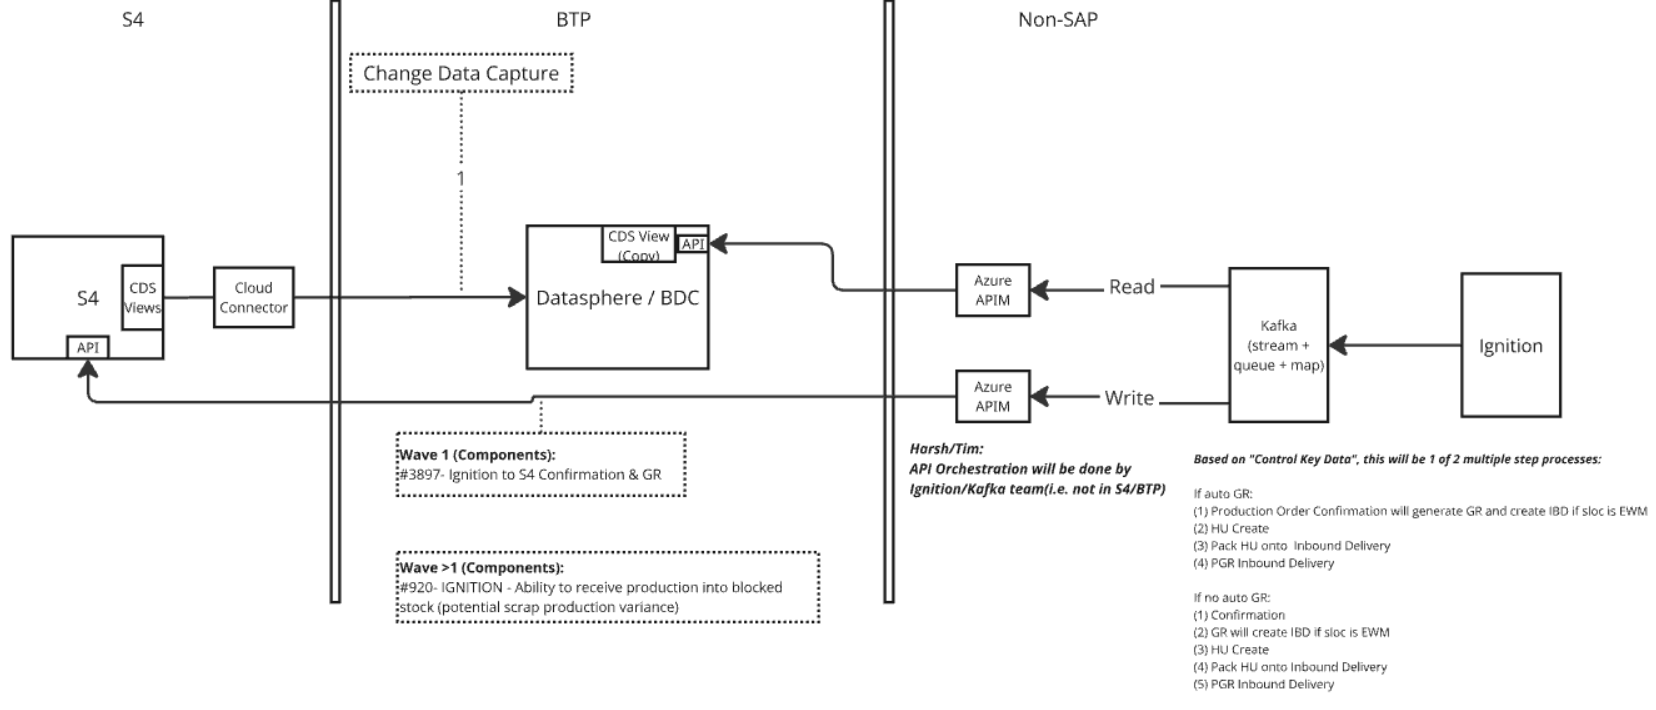 S4
BTP
Non-SAP
Change Data Capture
1
S4
CDS
Views
API
Cloud
Connector
CDS View
(Copy)
API
Datasphere / BDC
Azure
APIM
Read
Azure
APIM
Write
Kafka
(stream +
queue + map)
Ignition
Wave 1 (Components):
#3897- Ignition to S4 Confirmation & GR
Wave >1 (Components):
#920- IGNITION - Ability to receive production into blocked
stock (potential scrap production variance)
Harsh/Tim:
API Orchestration will be done by
Ignition/Kafka team(i.e. not in S4/BTP)
Based on "Control Key Data", this will be 1 of 2 multiple step processes:
If auto GR:
(1) Production Order Confirmation will generate GR and create IBD if sloc is EWM
(2) HU Create
(3) Pack HU onto  Inbound Delivery
(4) PGR Inbound Delivery
If no auto GR:
(1) Confirmation
(2) GR will create IBD if sloc is EWM
(3) HU Create
(4) Pack HU onto Inbound Delivery
(5) PGR Inbound Delivery